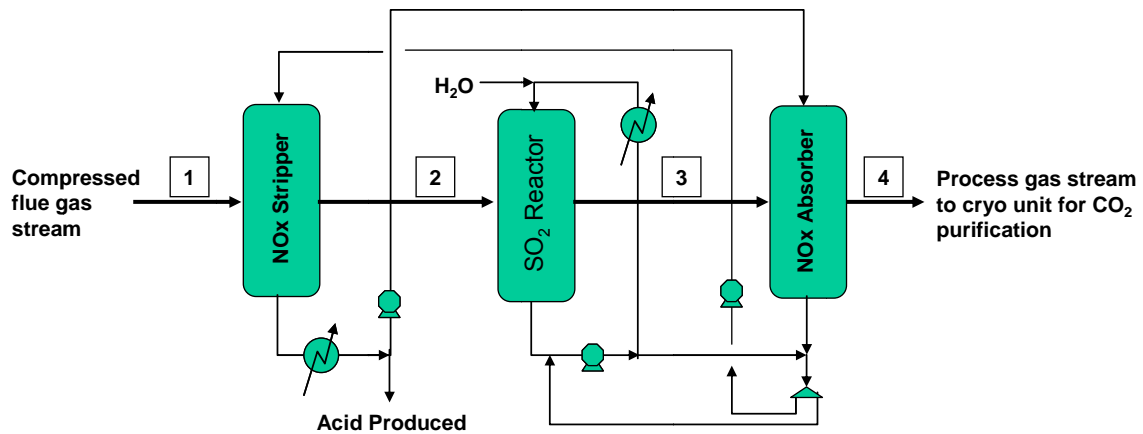 H₂O
Compressed
flue gas
stream
1
NOx Stripper
2
SO₂ Reactor
3
NOx Absorber
4
Process gas stream
to cryo unit for CO₂
purification
Acid Produced